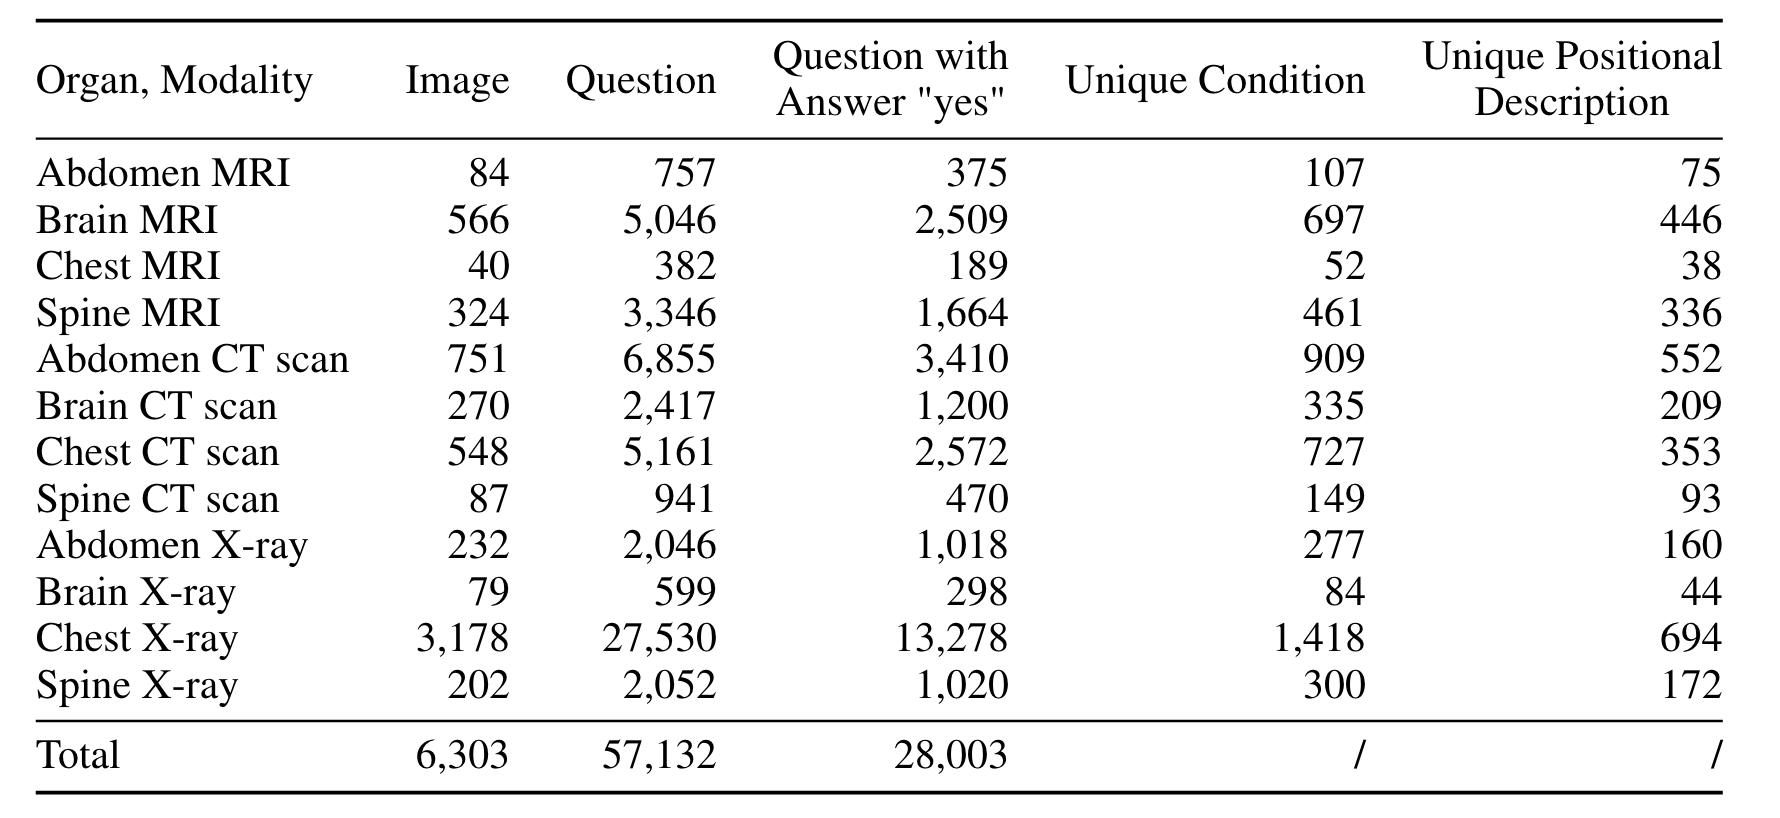 Organ, Modality Image Question Question with Answer "yes" Unique Condition Unique Positional Description
Abdomen MRI 84 757 375 107 75
Brain MRI 566 5,046 2,509 697 446
Chest MRI 40 382 189 52 38
Spine MRI 324 3,346 1,664 461 336
Abdomen CT scan 751 6,855 3,410 909 552
Brain CT scan 270 2,417 1,200 335 209
Chest CT scan 548 5,161 2,572 727 353
Spine CT scan 87 941 470 149 93
Abdomen X-ray 232 2,046 1,018 277 160
Brain X-ray 79 599 298 84 44
Chest X-ray 3,178 27,530 13,278 1,418 694
Spine X-ray 202 2,052 1,020 300 172
Total 6,303 57,132 28,003 / /